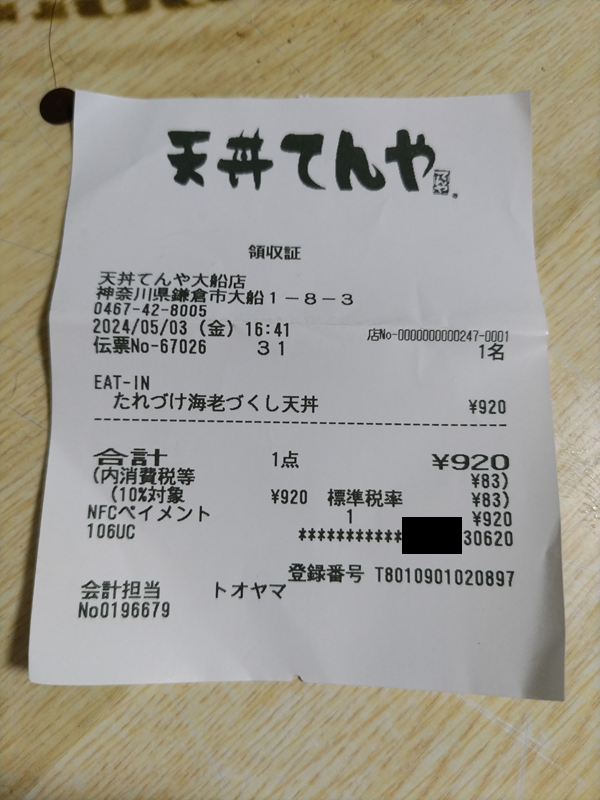 天丼てんや
領収証
天丼てんや大船店
神奈川県鎌倉市大船1-8-3
0467-42-8005
2024/05/03 (金) 16:41 店No-0000000000247-0001
伝票No-67026 31 1名
EAT-IN
たれづけ海老づくし天丼 ¥920
合計 1点 ¥920
(内消費税等 ¥83)
(10%対象 ¥920 標準税率 ¥83)
NFCペイメント 1 ¥920
106UC ***********30620
登録番号 T8010901020897
会計担当 トオヤマ
No0196679